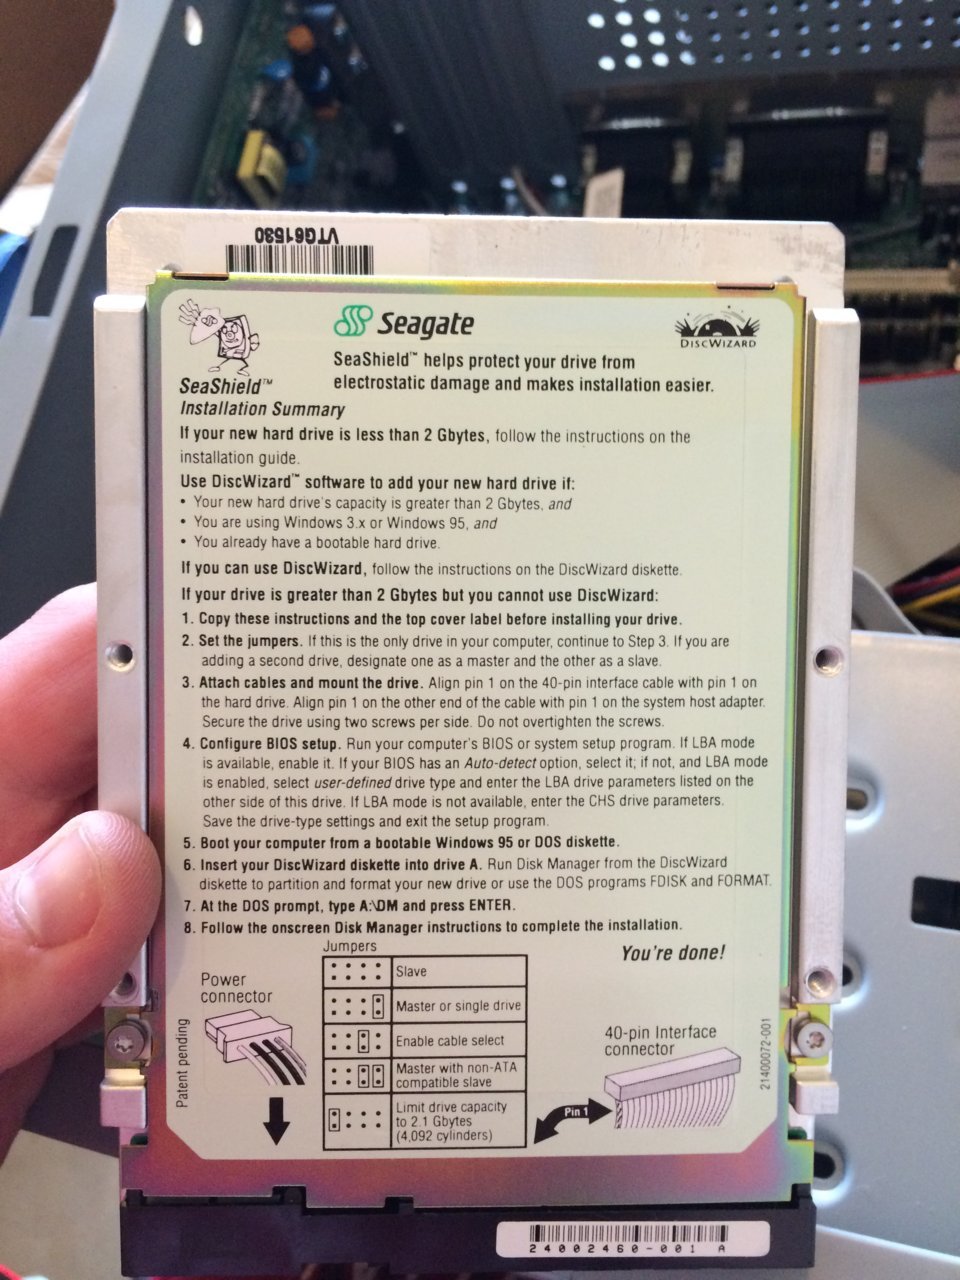 VTG61530
Seagate
DISCWIZARD
SeaShield™ helps protect your drive from
electrostatic damage and makes installation easier.
SeaShield™
Installation Summary
If your new hard drive is less than 2 Gbytes, follow the instructions on the
installation guide.
Use DiscWizard™ software to add your new hard drive if:
• Your new hard drive's capacity is greater than 2 Gbytes, and
• You are using Windows 3.x or Windows 95, and
• You already have a bootable hard drive.
If you can use DiscWizard, follow the instructions on the DiscWizard diskette.
If your drive is greater than 2 Gbytes but you cannot use DiscWizard:
1. Copy these instructions and the top cover label before installing your drive.
2. Set the jumpers. If this is the only drive in your computer, continue to Step 3. If you are
adding a second drive, designate one as a master and the other as a slave.
3. Attach cables and mount the drive. Align pin 1 on the 40-pin interface cable with pin 1 on
the hard drive. Align pin 1 on the other end of the cable with pin 1 on the system host adapter.
Secure the drive using two screws per side. Do not overtighten the screws.
4. Configure BIOS setup. Run your computer's BIOS or system setup program. If LBA mode
is available, enable it. If your BIOS has an Auto-detect option, select it; if not, and LBA mode
is enabled, select user-defined drive type and enter the LBA drive parameters listed on the
other side of this drive. If LBA mode is not available, enter the CHS drive parameters.
Save the drive-type settings and exit the setup program.
5. Boot your computer from a bootable Windows 95 or DOS diskette.
6. Insert your DiscWizard diskette into drive A. Run Disk Manager from the DiscWizard
diskette to partition and format your new drive or use the DOS programs FDISK and FORMAT.
7. At the DOS prompt, type A:\DM and press ENTER.
8. Follow the onscreen Disk Manager instructions to complete the installation.
You're done!
Jumpers
Slave
Master or single drive
Enable cable select
Master with non-ATA
compatible slave
Limit drive capacity
to 2.1 Gbytes
(4,092 cylinders)
Power
connector
Patent pending
40-pin Interface
connector
Pin 1
21400072-001
24002460-001 A